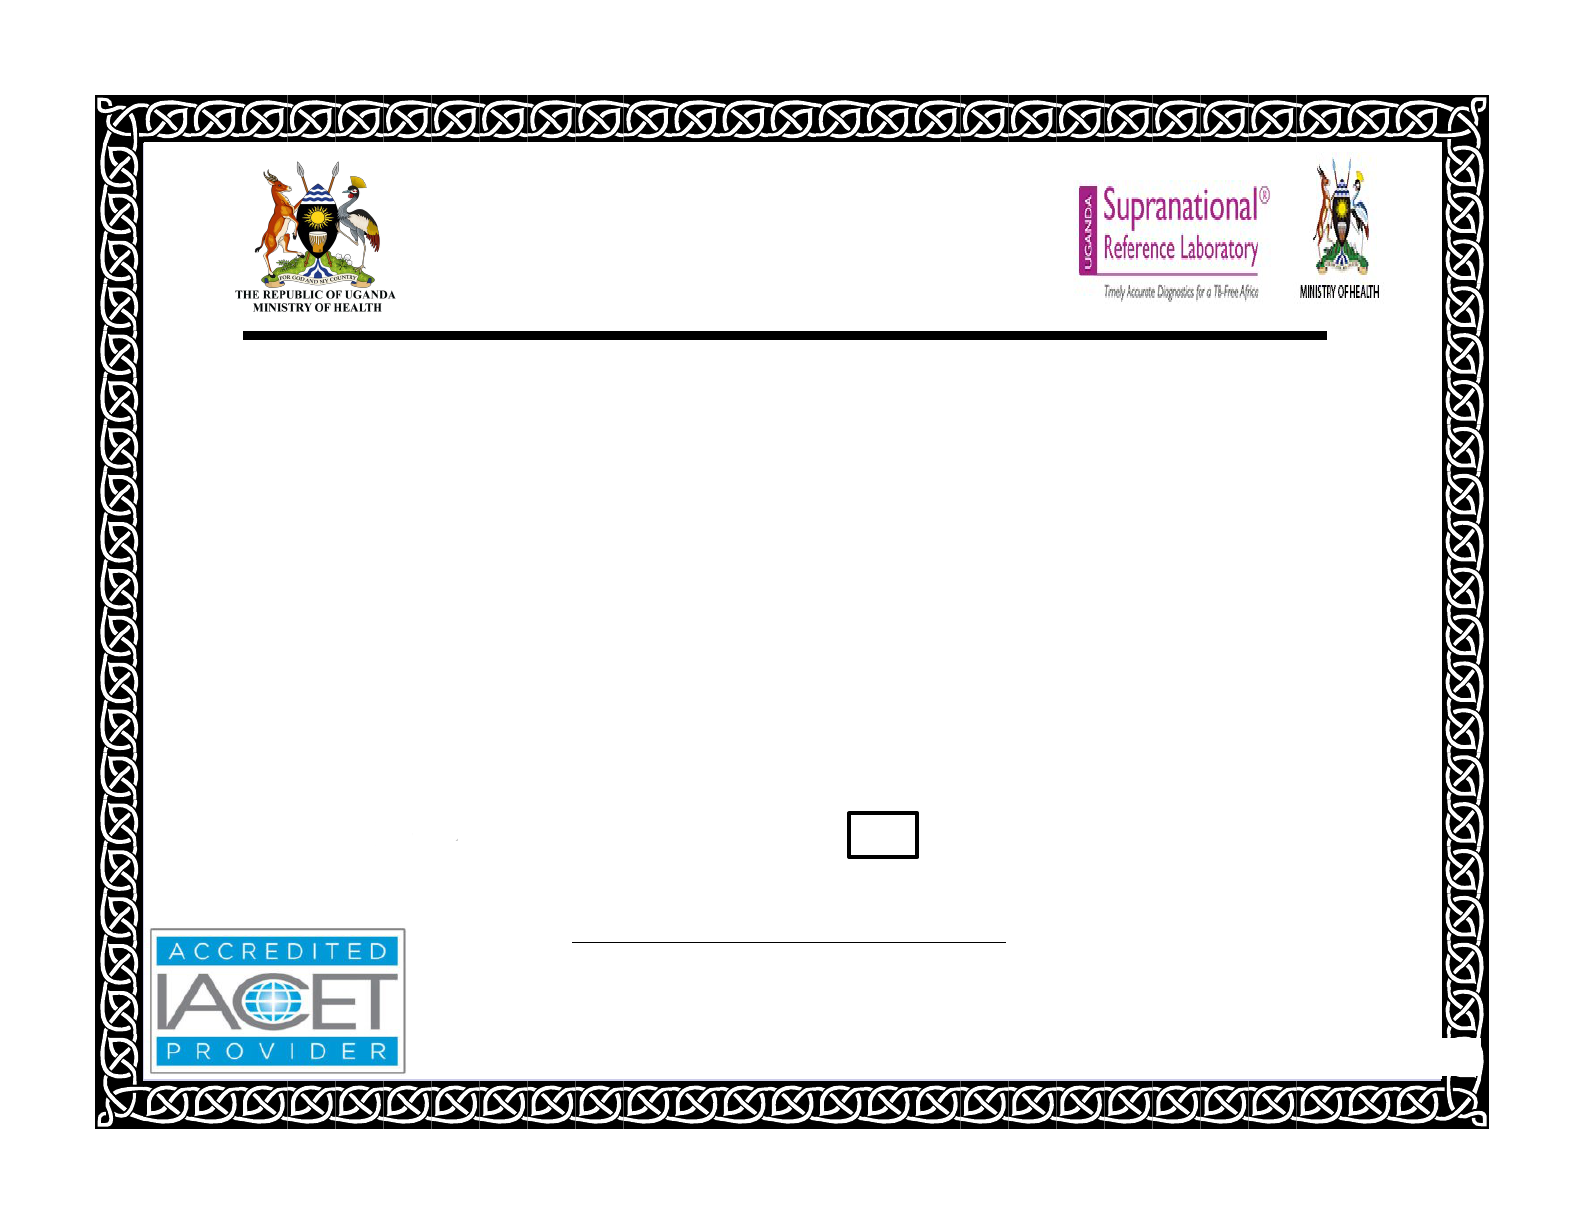 FOR GOD AND MY COUNTRY
THE REPUBLIC OF UGANDA
MINISTRY OF HEALTH
UGANDA
Supranational®
Reference Laboratory
Timely Accurate Diagnostics for a TB-Free Africa
MINISTRY OF HEALTH
ACCREDITED
IACET
PROVIDER